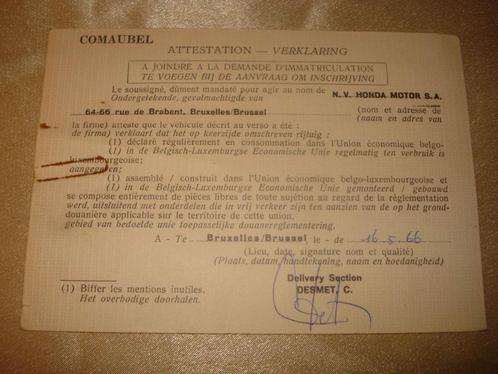 COMAUBEL
ATTESTATION — VERKLARING
A JOINDRE A LA DEMANDE D'IMMATRICULATION
TE VOEGEN BIJ DE AANVRAAG OM INSCHRIJVING
Le soussigné, dûment mandaté pour agir au nom de N.V. HONDA MOTOR S.A.
Ondergetekende, gevolmachtigde van
64-66 rue de Brabant, Bruxelles/Brussel (nom et adresse de
(naam en adres van
la firme) atteste que le véhicule décrit au verso a été :
de firma) verklaart dat het op keerzijde omschreven rijtuig :
(1) déclaré régulièrement en consommation dans l'Union économique belgo-
(1) in de Belgisch-Luxemburgse Economische Unie regelmatig ten verbruik is
luxembourgeoise;
aangegeven;
(1) assemblé / construit dans l'Union économique belgo-luxembourgeoise et
(1) in de Belgisch-Luxemburgse Economische Unie gemonteerd / gebouwd
se compose entièrement de pièces libres de toute sujétion au regard de la réglementation
werd, uitsluitend met onderdelen die in vrij verkeer zijn ten aanzien van de op het grond-
douanière applicable sur le territoire de cette union.
gebied van bedoelde unie toepasselijke douanereglementering.
A - Te Bruxelles/Brussel le - de 16.5.66
(Lieu, date, signature nom et qualité)
(Plaats, datum, handtekening, naam en hoedanigheid)
Delivery Section
DESMET, C.
(1) Biffer les mentions inutiles.
Het overbodige doorhalen.